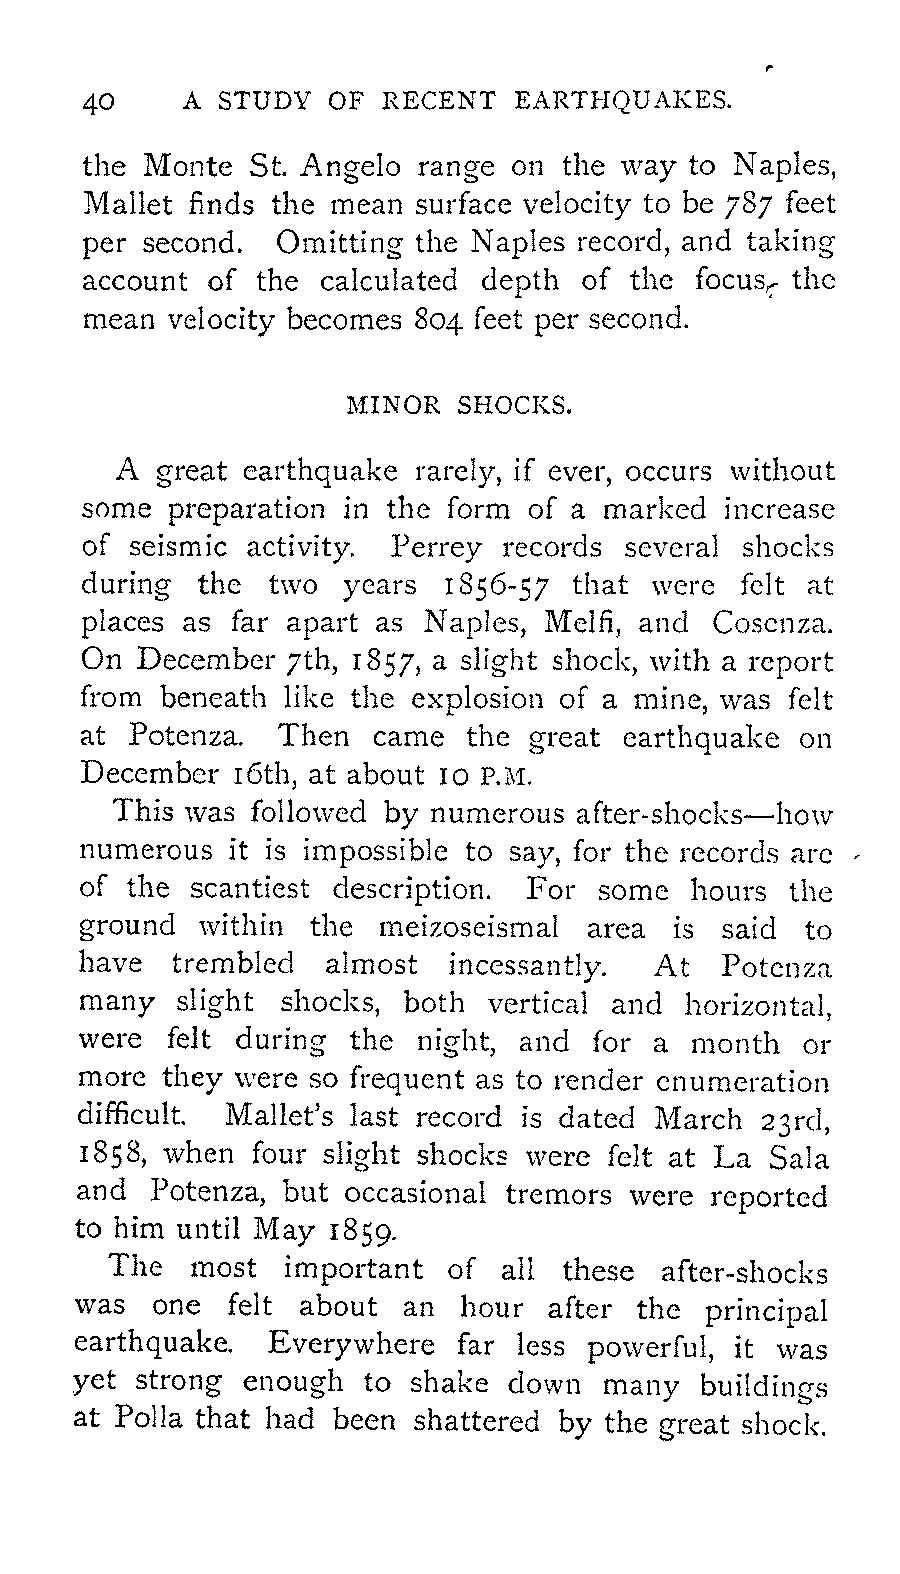 40 A STUDY OF RECENT EARTHQUAKES.
the Monte St. Angelo range on the way to Naples,
Mallet finds the mean surface velocity to be 787 feet
per second. Omitting the Naples record, and taking
account of the calculated depth of the focus, the
mean velocity becomes 804 feet per second.
MINOR SHOCKS.
A great earthquake rarely, if ever, occurs without
some preparation in the form of a marked increase
of seismic activity. Perrey records several shocks
during the two years 1856-57 that were felt at
places as far apart as Naples, Melfi, and Cosenza.
On December 7th, 1857, a slight shock, with a report
from beneath like the explosion of a mine, was felt
at Potenza. Then came the great earthquake on
December 16th, at about 10 P.M.
This was followed by numerous after-shocks—how
numerous it is impossible to say, for the records are
of the scantiest description. For some hours the
ground within the meizoseismal area is said to
have trembled almost incessantly. At Potenza
many slight shocks, both vertical and horizontal,
were felt during the night, and for a month or
more they were so frequent as to render enumeration
difficult. Mallet's last record is dated March 23rd,
1858, when four slight shocks were felt at La Sala
and Potenza, but occasional tremors were reported
to him until May 1859.
The most important of all these after-shocks
was one felt about an hour after the principal
earthquake. Everywhere far less powerful, it was
yet strong enough to shake down many buildings
at Polla that had been shattered by the great shock.